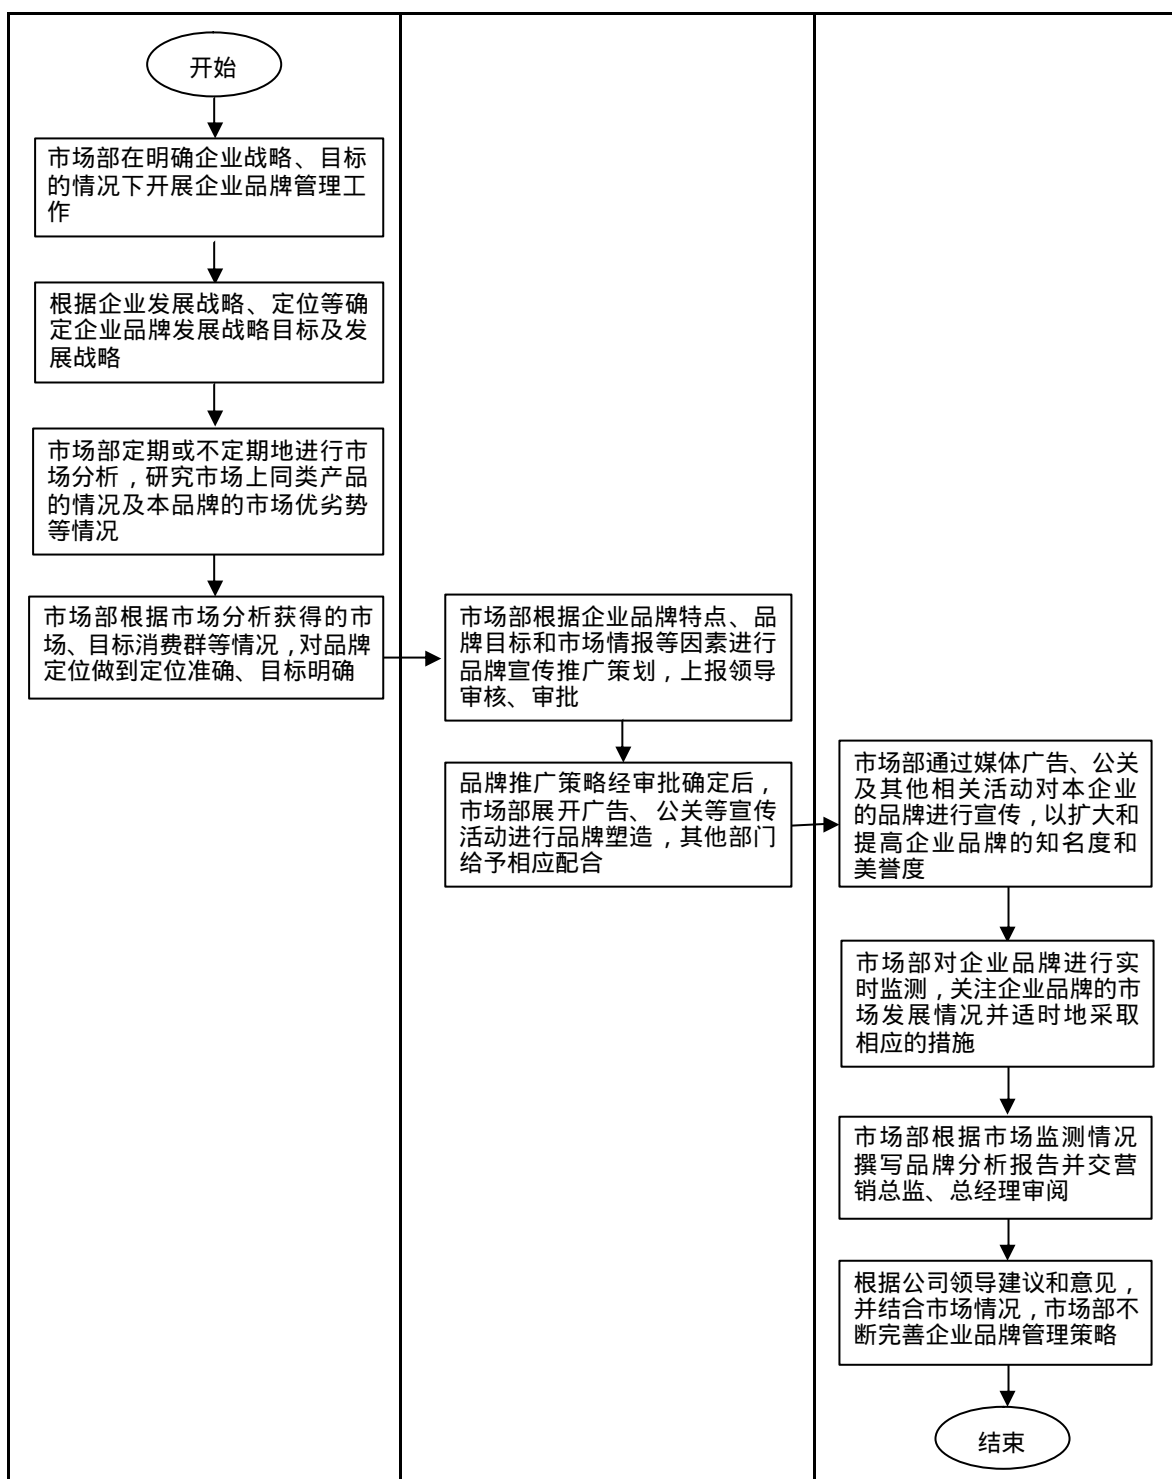 开始
市场部在明确企业战略、目标
的情况下开展企业品牌管理工
作
根据企业发展战略、定位等确
定企业品牌发展战略目标及发
展战略
市场部定期或不定期地进行市
场分析，研究市场上同类产品
的情况及本品牌的市场优劣势
等情况
市场部根据市场分析获得的市
场、目标消费群等情况，对品牌
定位做到定位准确、目标明确
市场部根据企业品牌特点、品
牌目标和市场情报等因素进行
品牌宣传推广策划，上报领导
审核、审批
品牌推广策略经审批确定后，
市场部展开广告、公关等宣传
活动进行品牌塑造，其他部门
给予相应配合
市场部通过媒体广告、公关
及其他相关活动对本企业
的品牌进行宣传，以扩大和
提高企业品牌的知名度和
美誉度
市场部对企业品牌进行实
时监测，关注企业品牌的市
场发展情况并适时地采取
相应的措施
市场部根据市场监测情况
撰写品牌分析报告并交营
销总监、总经理审阅
根据公司领导建议和意见，
并结合市场情况，市场部不
断完善企业品牌管理策略
结束